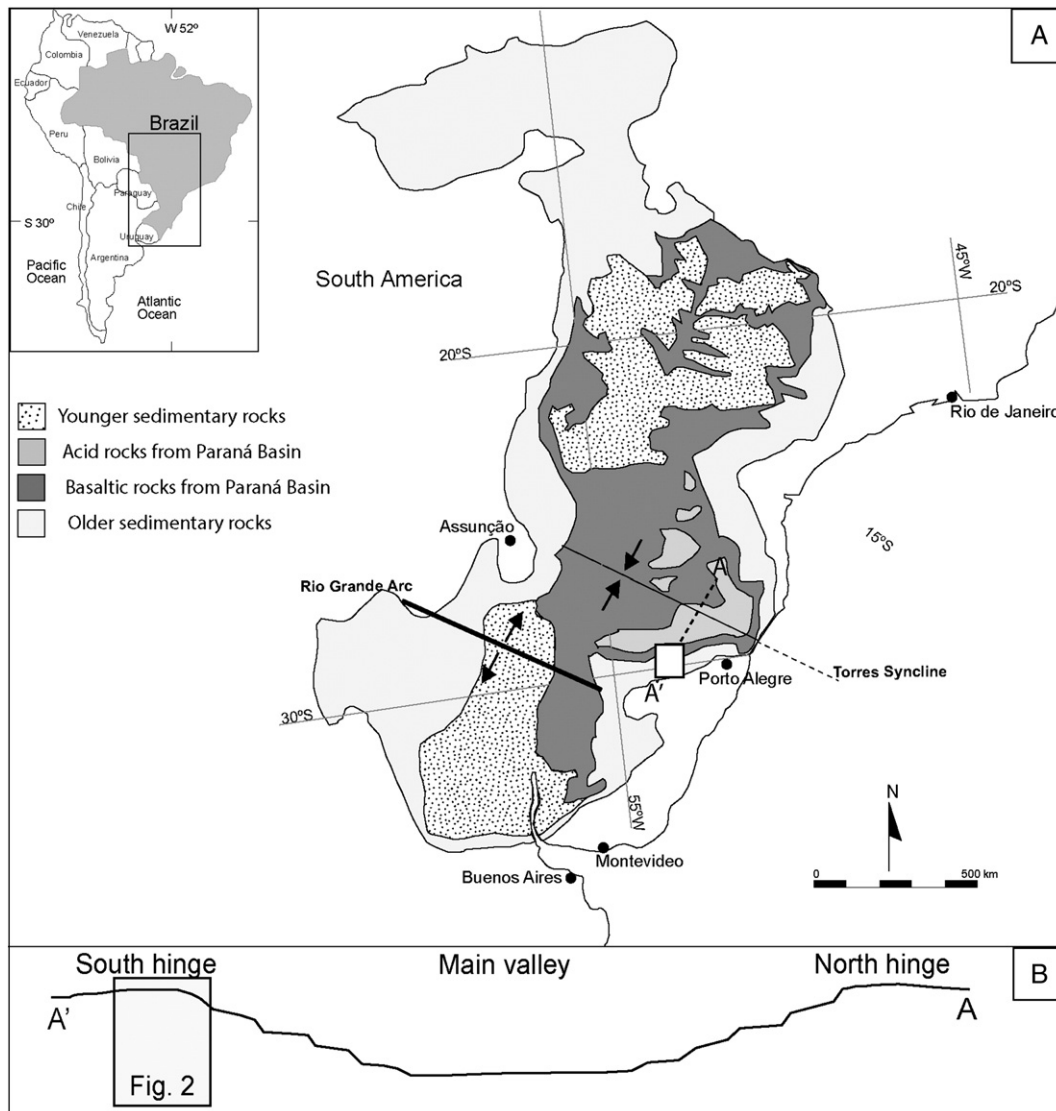 A
W 52º
Venezuela
Colombia
Ecuador
Brazil
Peru
Bolivia
Paraguay
Chile
S 30º
Uruguay
Argentina
Pacific
Ocean
Atlantic
Ocean
South America
45ºW
20ºS
20ºS
Rio de Janeiro
Younger sedimentary rocks
Acid rocks from Paraná Basin
Basaltic rocks from Paraná Basin
Older sedimentary rocks
Assunção
15ºS
Rio Grande Arc
A
Torres Syncline
Porto Alegre
A'
30ºS
55ºW
N
Montevideo
Buenos Aires
0
500 km
South hinge
Main valley
North hinge
B
A'
A
Fig. 2